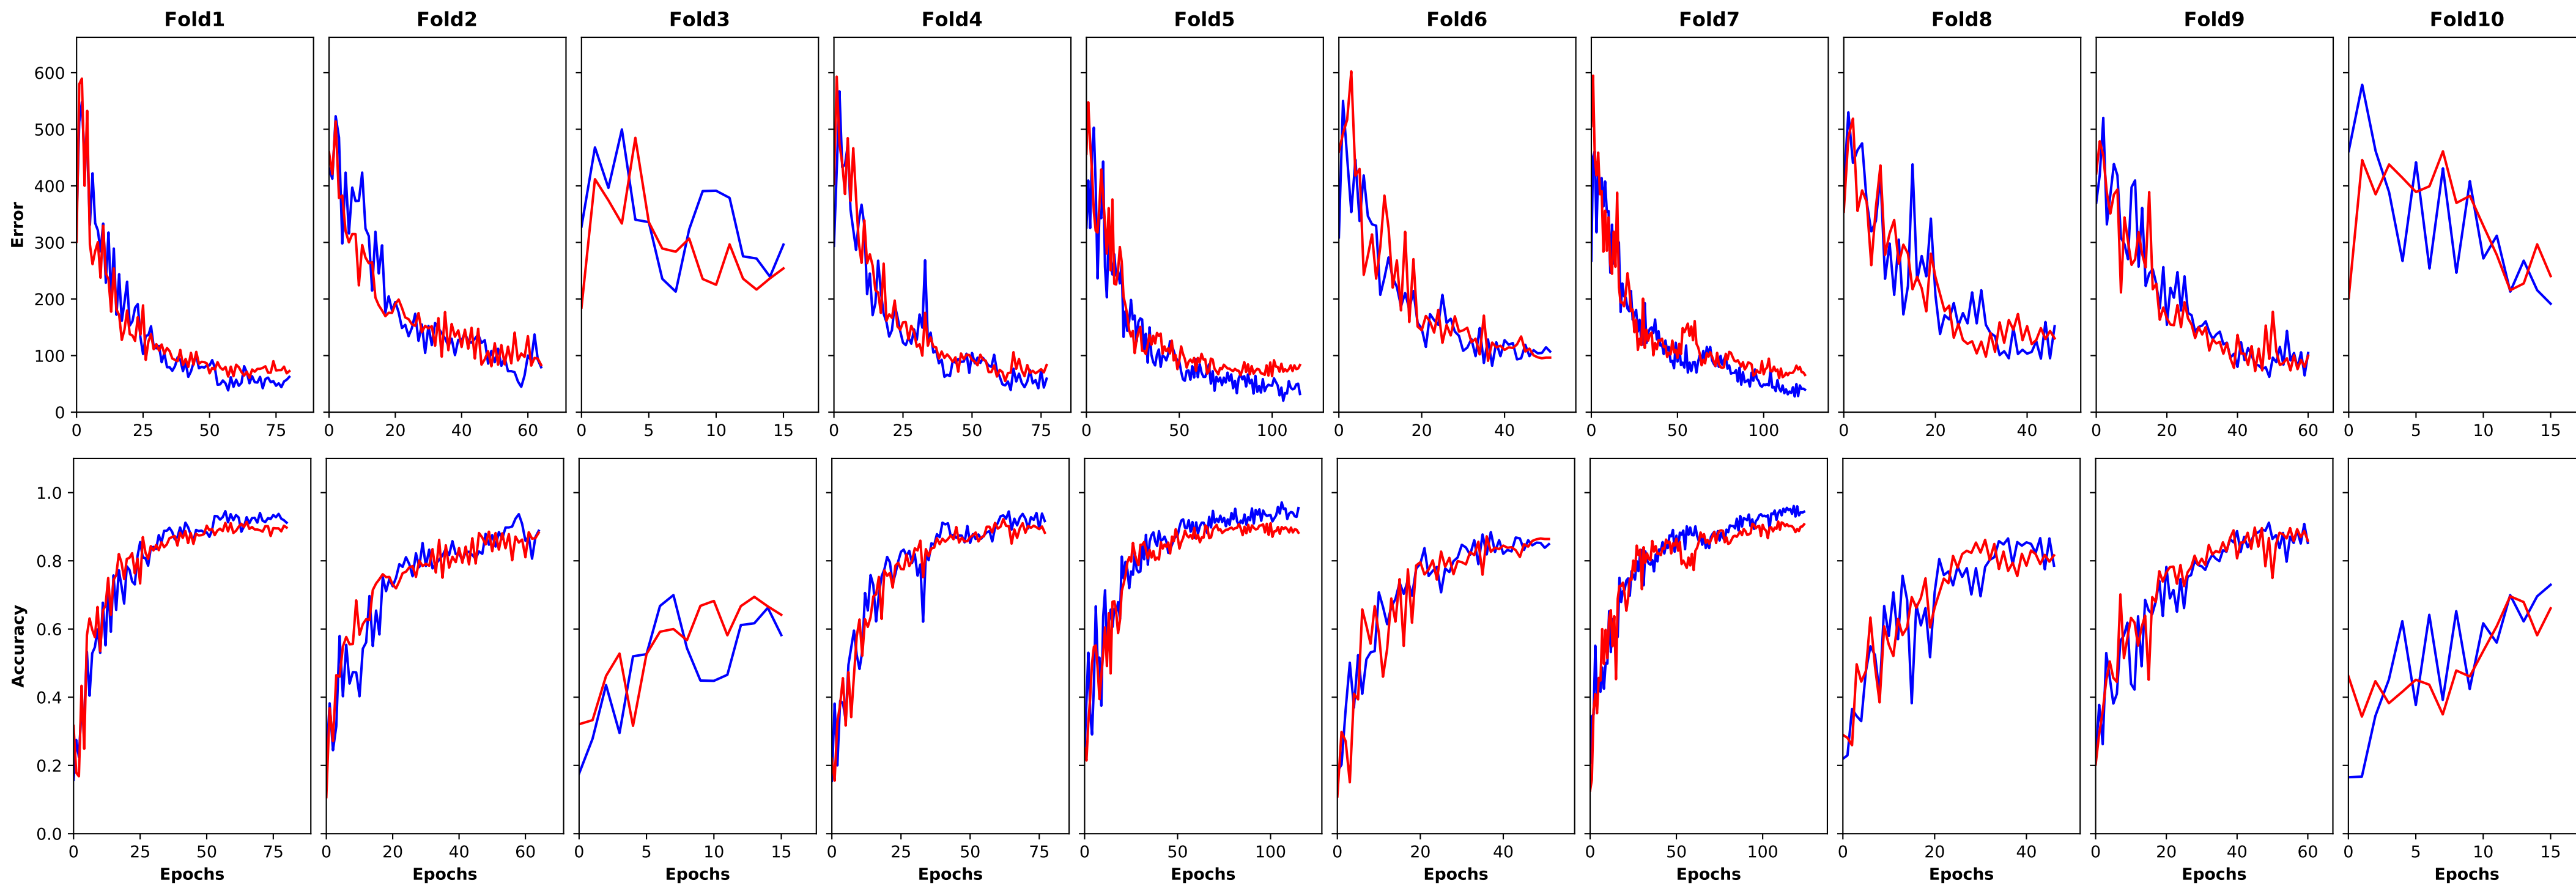 Fold1 Fold2 Fold3 Fold4 Fold5 Fold6 Fold7 Fold8 Fold9 Fold10
600
500
400
300
200
100
0
Error
0 25 50 75 0 20 40 60 0 5 10 15 0 25 50 75 0 50 100 0 20 40 0 50 100 0 20 40 0 20 40 60 0 5 10 15
1.0
0.8
0.6
0.4
0.2
0.0
Accuracy
0 25 50 75 0 20 40 60 0 5 10 15 0 25 50 75 0 50 100 0 20 40 0 50 100 0 20 40 0 20 40 60 0 5 10 15
Epochs Epochs Epochs Epochs Epochs Epochs Epochs Epochs Epochs Epochs